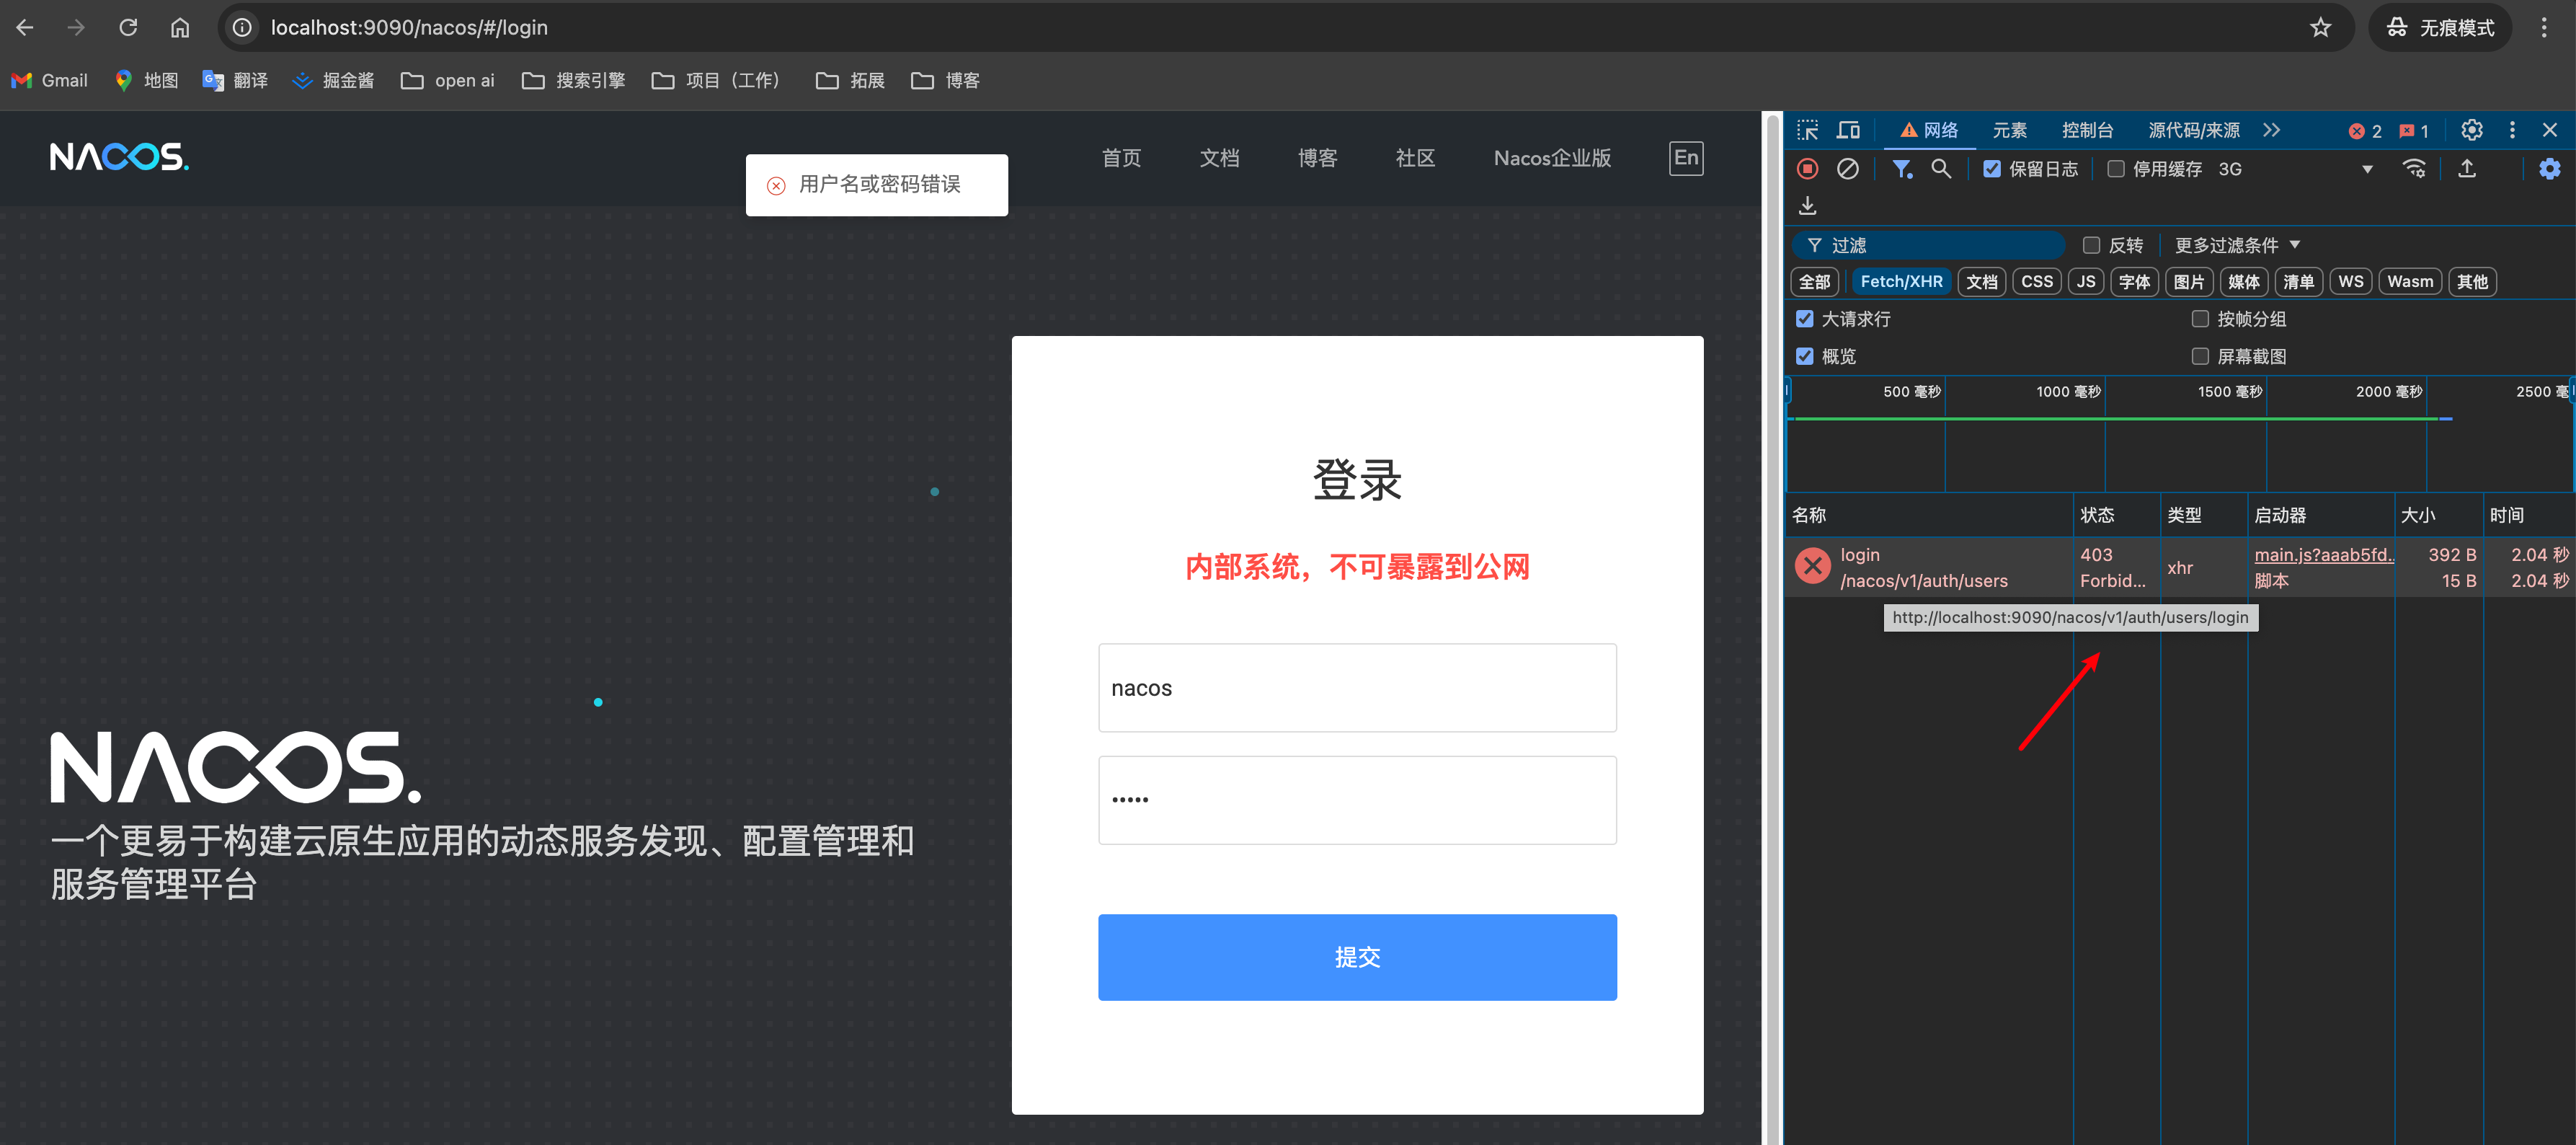 localhost:9090/nacos/#/login
无痕模式
Gmail
地图
翻译
掘金酱
open ai
搜索引擎
项目（工作）
拓展
博客
NACOS.
首页
文档
博客
社区
Nacos企业版
En
用户名或密码错误
登录
内部系统，不可暴露到公网
nacos
•••••
提交
NACOS.
一个更易于构建云原生应用的动态服务发现、配置管理和
服务管理平台
网络
元素
控制台
源代码/来源
2
1
保留日志
停用缓存
3G
过滤
反转
更多过滤条件
全部
Fetch/XHR
文档
CSS
JS
字体
图片
媒体
清单
WS
Wasm
其他
大请求行
按帧分组
概览
屏幕截图
500 毫秒
1000 毫秒
1500 毫秒
2000 毫秒
2500 毫
名称
状态
类型
启动器
大小
时间
login
/nacos/v1/auth/users
403
Forbid...
xhr
main.js?aaab5fd..
脚本
392 B
15 B
2.04 秒
2.04 秒
http://localhost:9090/nacos/v1/auth/users/login